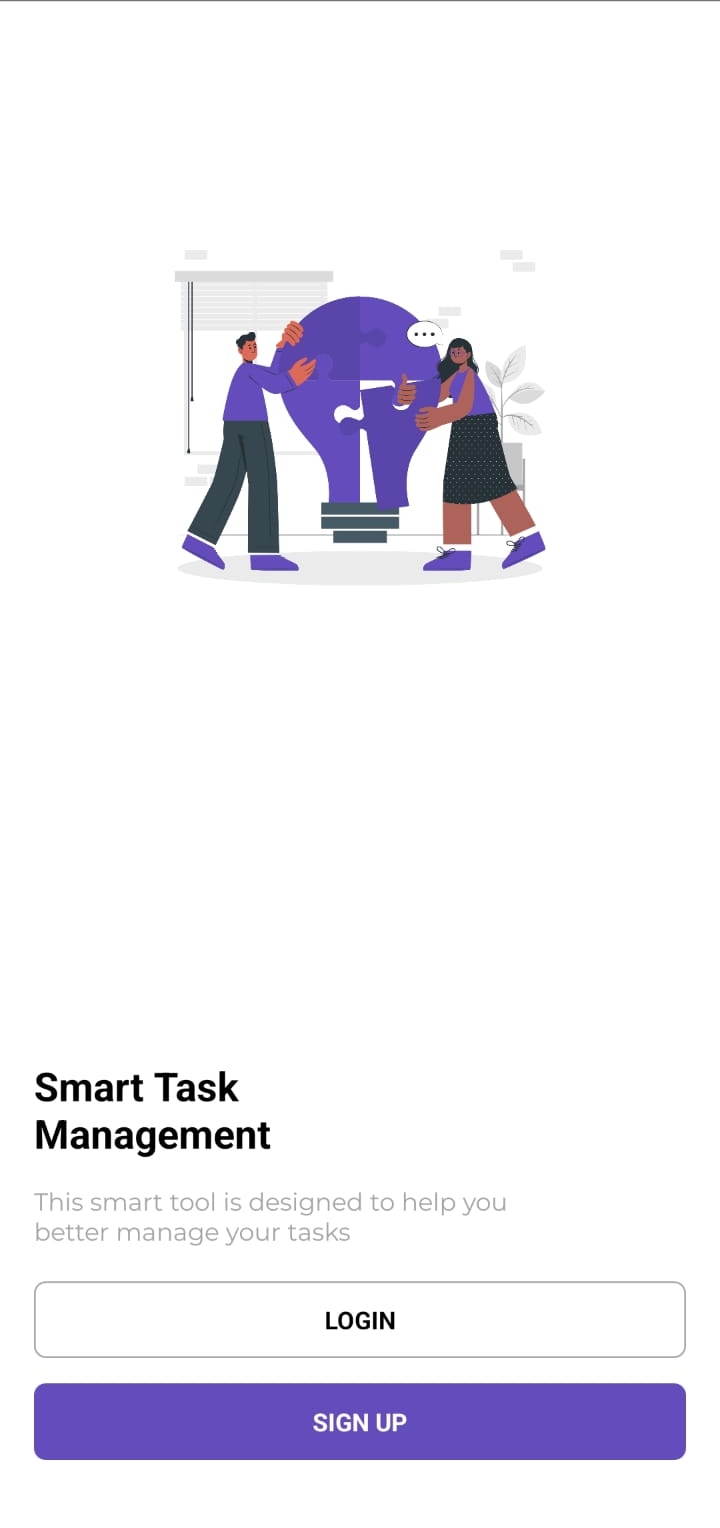 Smart Task
Management
This smart tool is designed to help you
better manage your tasks
LOGIN
SIGN UP